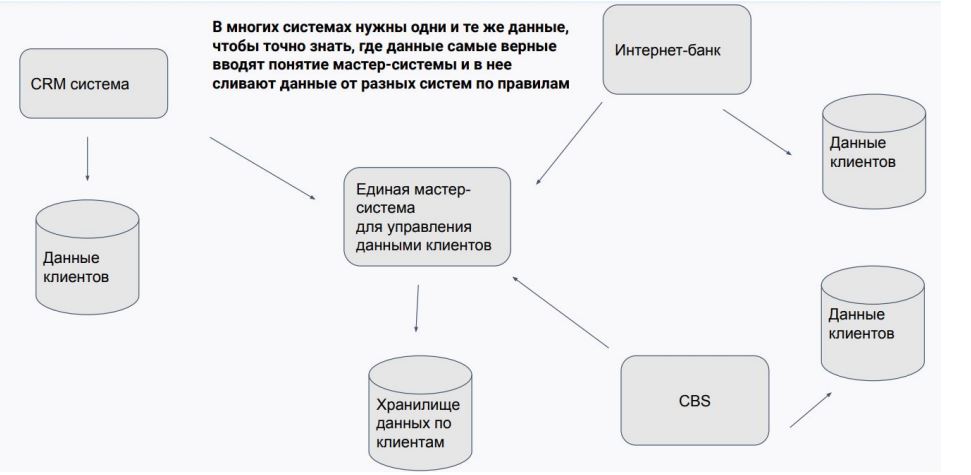 В многих системах нужны одни и те же данные,
чтобы точно знать, где данные самые верные
вводят понятие мастер-системы и в нее
сливают данные от разных систем по правилам
CRM система
Интернет-банк
Данные
клиентов
Единая мастер-
система
для управления
данными клиентов
Данные
клиентов
Данные
клиентов
Хранилище
данных по
клиентам
CBS